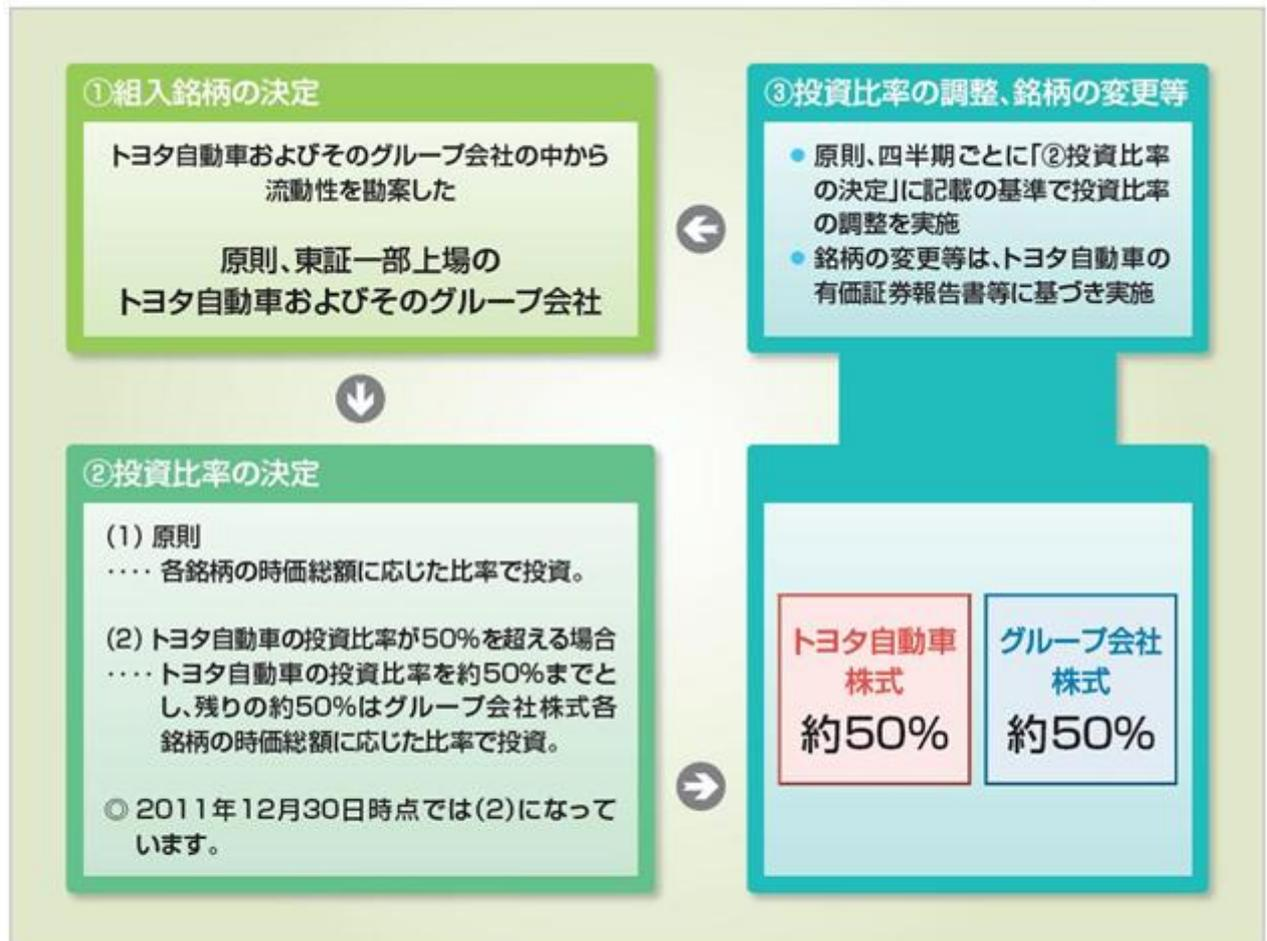 ①組入銘柄の決定
トヨタ自動車およびそのグループ会社の中から
流動性を勘案した
原則、東証一部上場の
トヨタ自動車およびそのグループ会社
②投資比率の決定
(1) 原則
‥‥ 各銘柄の時価総額に応じた比率で投資。
(2) トヨタ自動車の投資比率が50%を超える場合
‥‥ トヨタ自動車の投資比率を約50%までと
し、残りの約50%はグループ会社株式各
銘柄の時価総額に応じた比率で投資。
◎ 2011年12月30日時点では(2)になって
います。
トヨタ自動車
株式
約50%
グループ会社
株式
約50%
③投資比率の調整、銘柄の変更等
● 原則、四半期ごとに「②投資比率
の決定」に記載の基準で投資比率
の調整を実施
● 銘柄の変更等は、トヨタ自動車の
有価証券報告書等に基づき実施